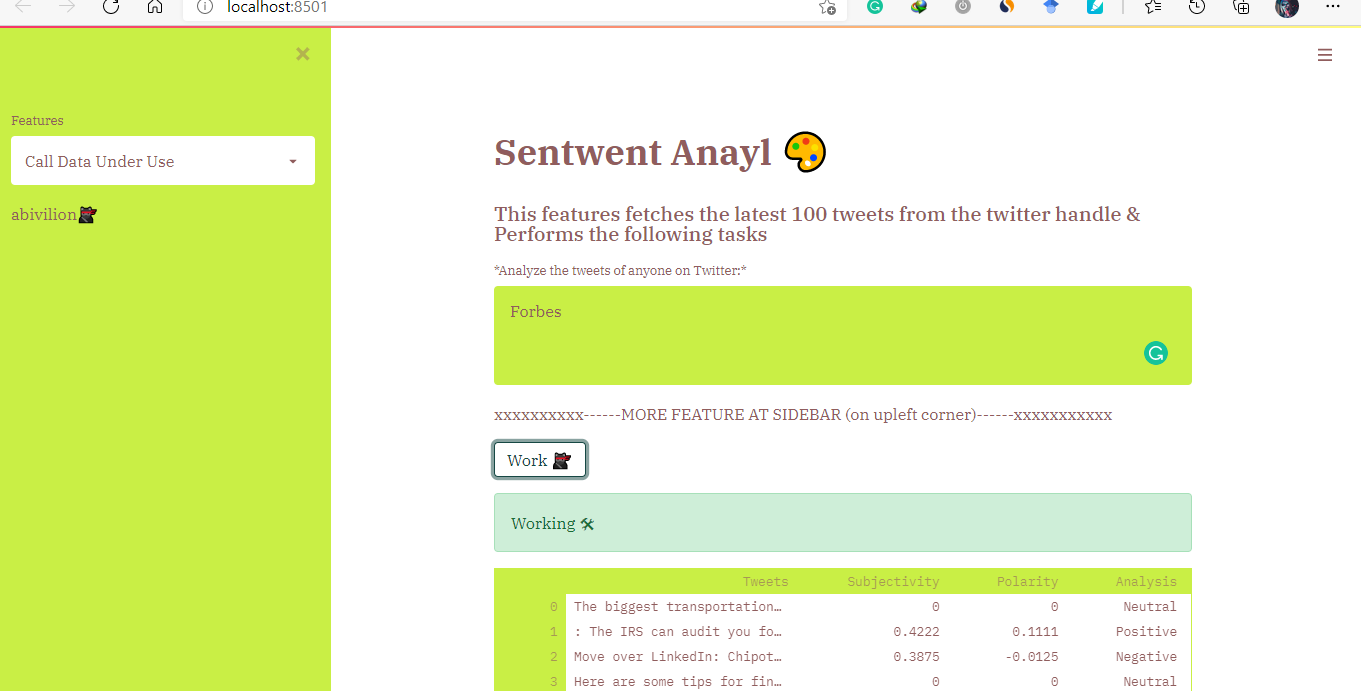 localhost:8501
Features
Call Data Under Use
abivilion
Sentwent Anayl
This features fetches the latest 100 tweets from the twitter handle &
Performs the following tasks
*Analyze the tweets of anyone on Twitter:*
Forbes
xxxxxxxxxx------MORE FEATURE AT SIDEBAR (on upleft corner)------xxxxxxxxxxx
Work
Working 🛠
Tweets Subjectivity Polarity Analysis
0 The biggest transportation… 0 0 Neutral
1 : The IRS can audit you fo… 0.4222 0.1111 Positive
2 Move over LinkedIn: Chipot… 0.3875 -0.0125 Negative
3 Here are some tips for fin… 0 0 Neutral